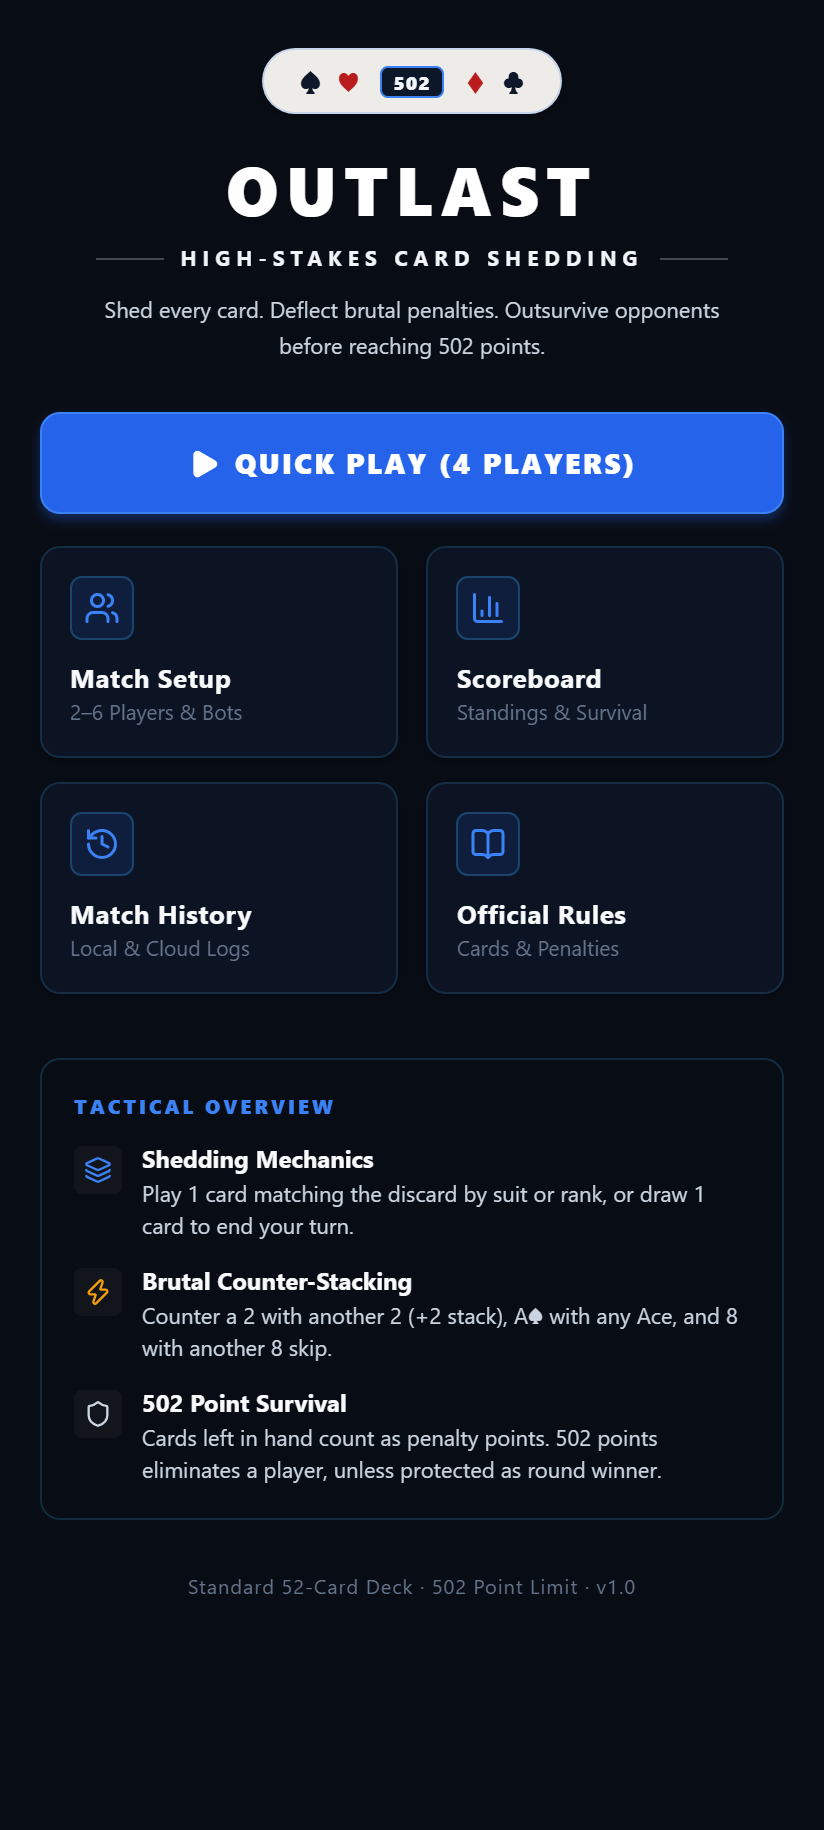 ♠ ♥ 502 ♦ ♣
OUTLAST
HIGH-STAKES CARD SHEDDING
Shed every card. Deflect brutal penalties. Outsurvive opponents
before reaching 502 points.
QUICK PLAY (4 PLAYERS)
Match Setup
2–6 Players & Bots
Scoreboard
Standings & Survival
Match History
Local & Cloud Logs
Official Rules
Cards & Penalties
TACTICAL OVERVIEW
Shedding Mechanics
Play 1 card matching the discard by suit or rank, or draw 1
card to end your turn.
Brutal Counter-Stacking
Counter a 2 with another 2 (+2 stack), A♠ with any Ace, and 8
with another 8 skip.
502 Point Survival
Cards left in hand count as penalty points. 502 points
eliminates a player, unless protected as round winner.
Standard 52-Card Deck · 502 Point Limit · v1.0